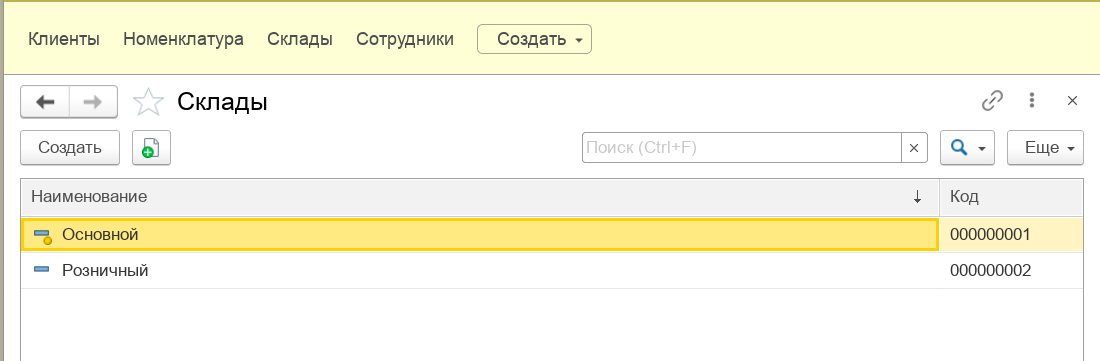 Клиенты Номенклатура Склады Сотрудники Создать
Склады
Создать Поиск (Ctrl+F) Еще
Наименование Код
Основной 000000001
Розничный 000000002